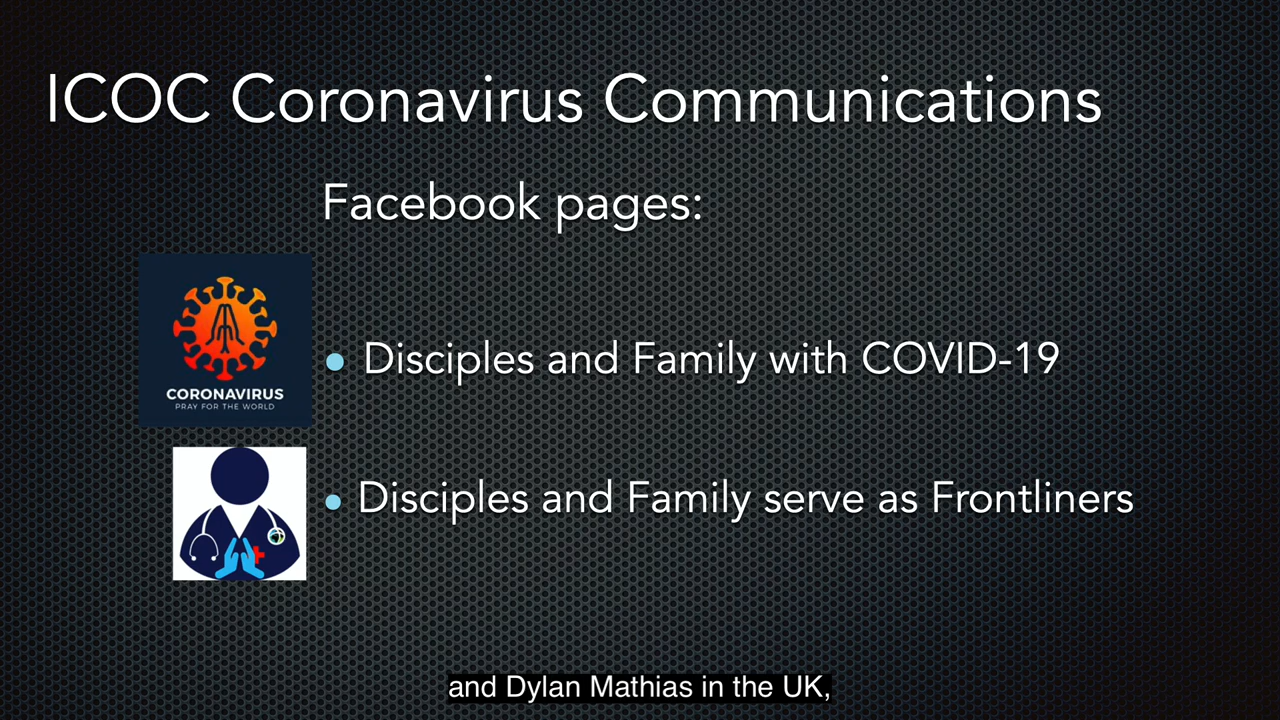 ICOC Coronavirus Communications
Facebook pages:
CORONAVIRUS
PRAY FOR THE WORLD
Disciples and Family with COVID-19
Disciples and Family serve as Frontliners
and Dylan Mathias in the UK,